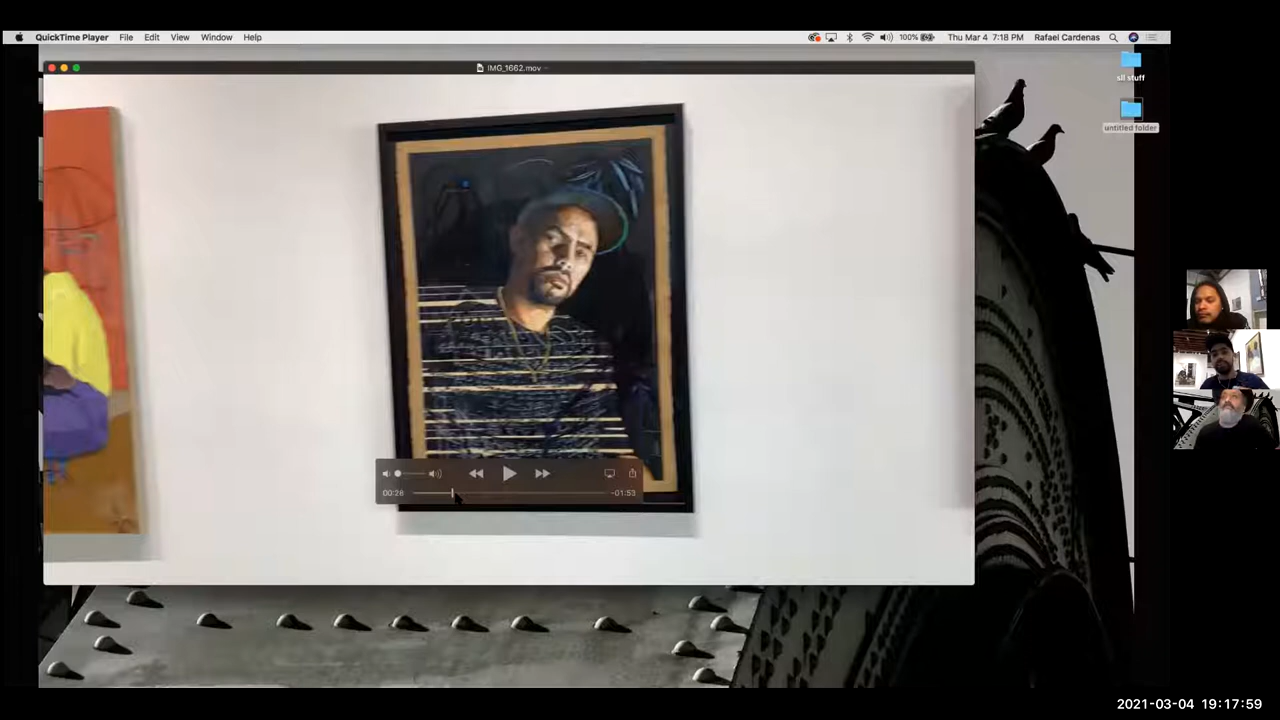 QuickTime Player File Edit View Window Help 100% Thu Mar 4 7:18 PM Rafael Cardenas
IMG_1662.mov
sll stuff
untitled folder
00:28 -01:53
2021-03-04 19:17:59